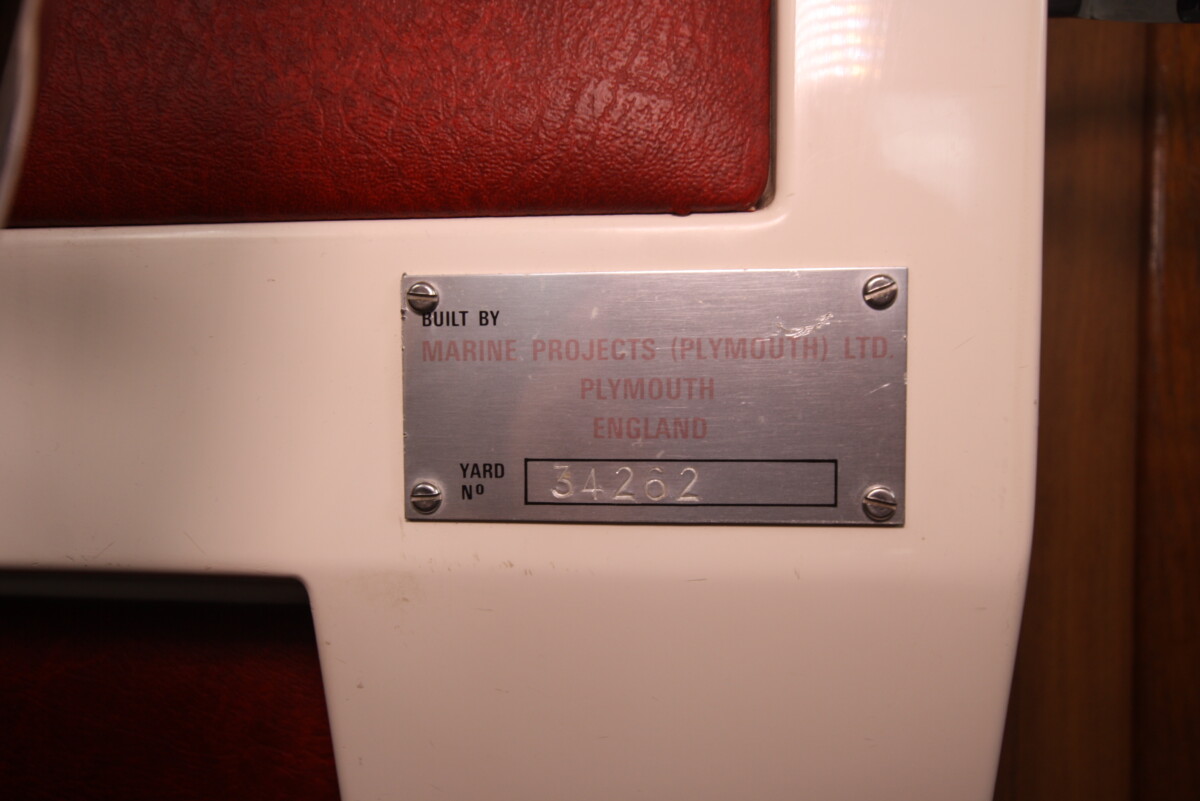 BUILT BY
MARINE PROJECTS (PLYMOUTH) LTD.
PLYMOUTH
ENGLAND
YARD
Nº
34262